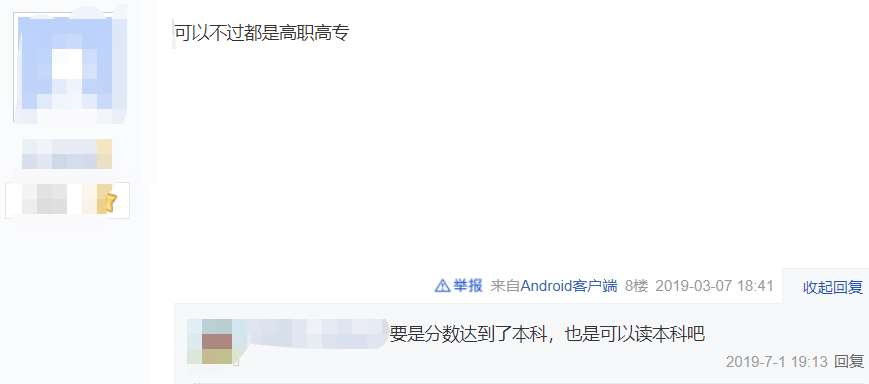 可以不过都是高职高专
举报 来自Android客户端 8楼 2019-03-07 18:41 收起回复
要是分数达到了本科，也是可以读本科吧
2019-7-1 19:13 回复